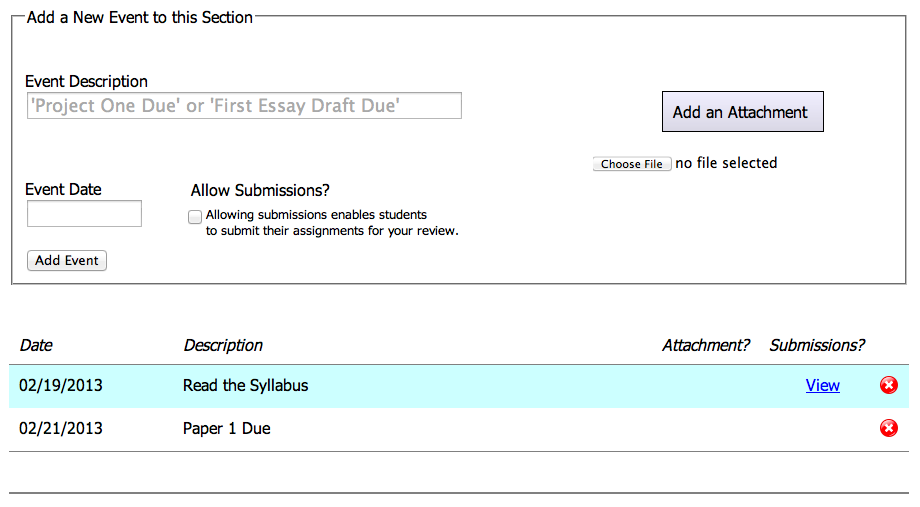 Add a New Event to this Section
Event Description
'Project One Due' or 'First Essay Draft Due'
Add an Attachment
Choose File no file selected
Event Date
Allow Submissions?
Allowing submissions enables students
to submit their assignments for your review.
Add Event
Date Description Attachment? Submissions?
02/19/2013 Read the Syllabus View
02/21/2013 Paper 1 Due